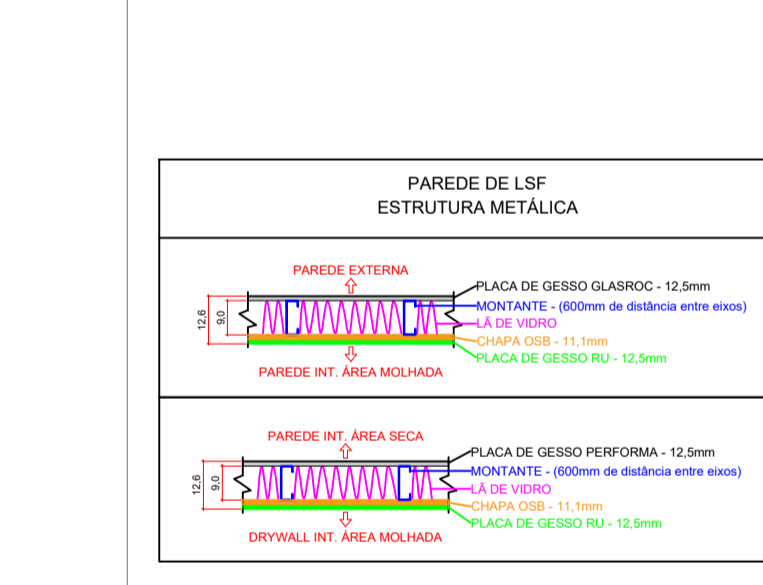 PAREDE DE LSF
ESTRUTURA METÁLICA
PAREDE EXTERNA
12,6
9,0
PLACA DE GESSO GLASROC - 12,5mm
MONTANTE - (600mm de distância entre eixos)
LÃ DE VIDRO
CHAPA OSB - 11,1mm
PLACA DE GESSO RU - 12,5mm
PAREDE INT. ÁREA MOLHADA
PAREDE INT. ÁREA SECA
12,6
9,0
PLACA DE GESSO PERFORMA - 12,5mm
MONTANTE - (600mm de distância entre eixos)
LÃ DE VIDRO
CHAPA OSB - 11,1mm
PLACA DE GESSO RU - 12,5mm
DRYWALL INT. ÁREA MOLHADA